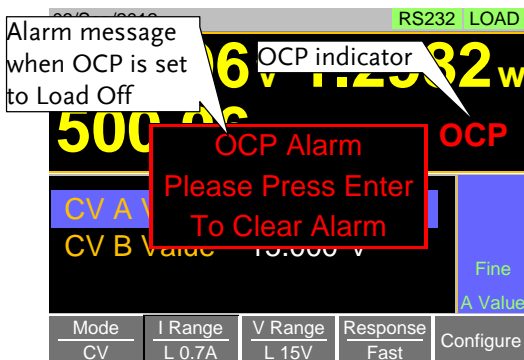 RS232 LOAD
Alarm message
when OCP is set
to Load Off
OCP indicator
OCP
OCP Alarm
Please Press Enter
To Clear Alarm
CV A
CV B Value
Fine
A Value
Mode
CV
I Range
L 0.7A
V Range
L 15V
Response
Fast
Configure